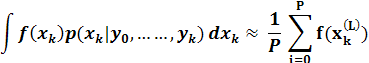 ∫ f(x_k)p(x_k|y_0, … … , y_k) dx_k ≈ 1/P ∑_{i=0}^{P} f(x_k^{(L)})